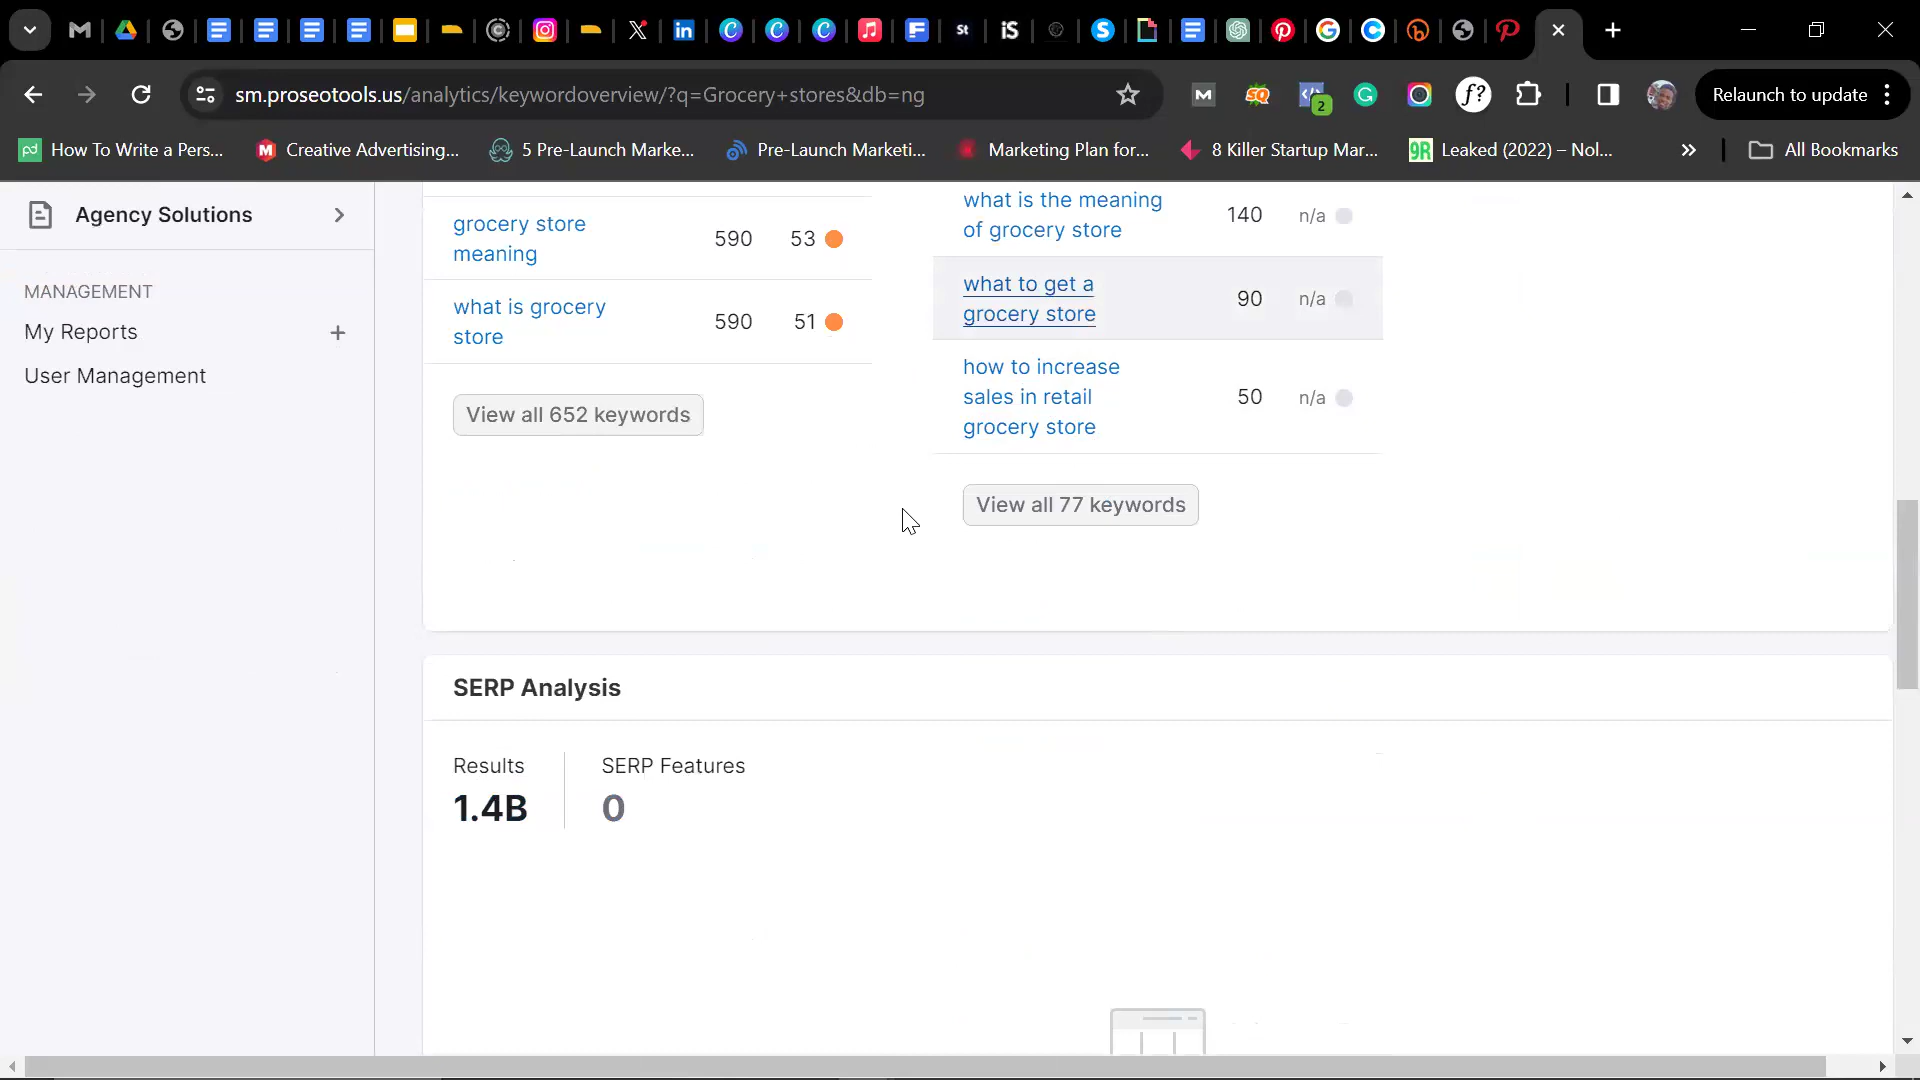 sm.proseotools.us/analytics/keywordoverview/?q=Grocery+stores&db=ng
2
f?
Relaunch to update
How To Write a Pers...
Creative Advertising...
5 Pre-Launch Marke...
Pre-Launch Marketi...
Marketing Plan for...
8 Killer Startup Mar...
Leaked (2022) – Nol...
All Bookmarks
Agency Solutions
MANAGEMENT
My Reports
User Management
grocery store
meaning
590
53
what is grocery
store
590
51
View all 652 keywords
what is the meaning
of grocery store
140
n/a
what to get a
grocery store
90
n/a
how to increase
sales in retail
grocery store
50
n/a
View all 77 keywords
SERP Analysis
Results
1.4B
SERP Features
0